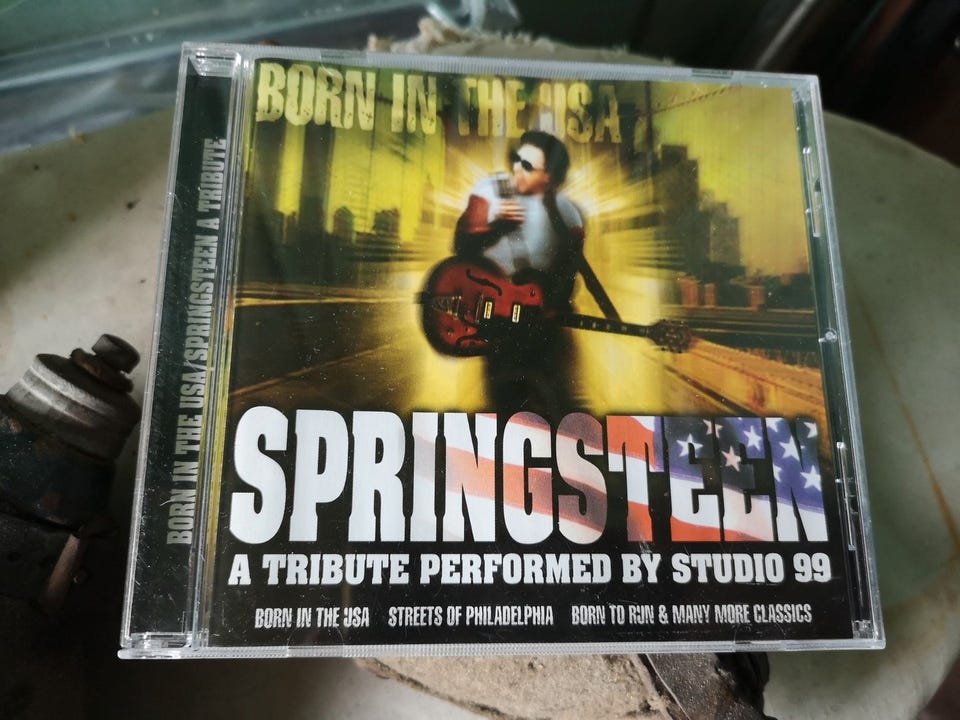 BORN IN THE USA
SPRINGSTEEN
A TRIBUTE PERFORMED BY STUDIO 99
BORN IN THE USA STREETS OF PHILADELPHIA BORN TO RUN & MANY MORE CLASSICS
BORN IN THE USA/SPRINGSTEEN A TRIBUTE